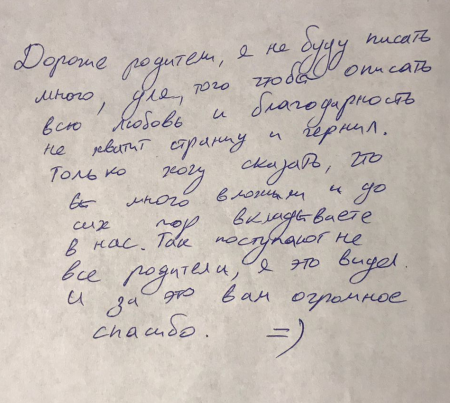 Дороже родители, я не буду писать
много, для, того чтобы описать
всю любовь и благодарность
не хватит страниц и чернил.
Только хочу сказать, что
вы много вложили и до
сих пор вкладываете
в нас. Так поступают не
все родители, я это видел.
И за это вам огромное
спасибо. =)